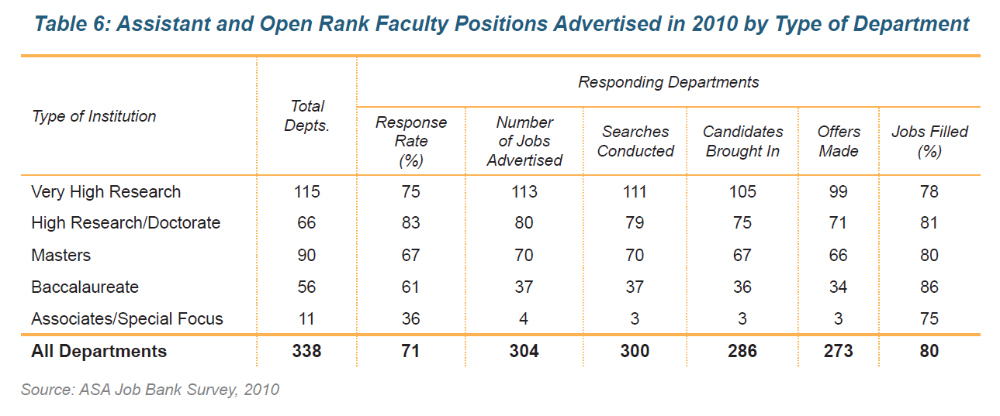 Table 6: Assistant and Open Rank Faculty Positions Advertised in 2010 by Type of Department
Type of Institution
Total
Depts.
Responding Departments
Response
Rate
(%)
Number
of Jobs
Advertised
Searches
Conducted
Candidates
Brought In
Offers
Made
Jobs Filled
(%)
Very High Research 115 75 113 111 105 99 78
High Research/Doctorate 66 83 80 79 75 71 81
Masters 90 67 70 70 67 66 80
Baccalaureate 56 61 37 37 36 34 86
Associates/Special Focus 11 36 4 3 3 3 75
All Departments 338 71 304 300 286 273 80
Source: ASA Job Bank Survey, 2010